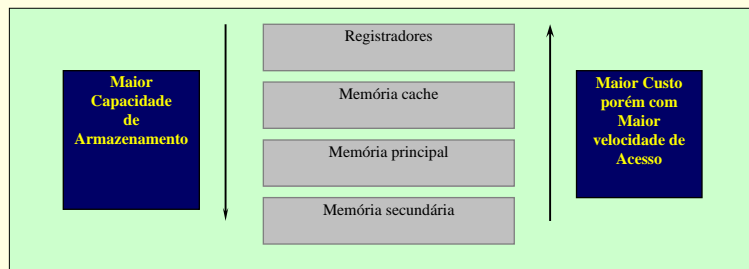 Maior
Capacidade
de
Armazenamento
Registradores
Memória cache
Memória principal
Memória secundária
Maior Custo
porém com
Maior
velocidade de
Acesso